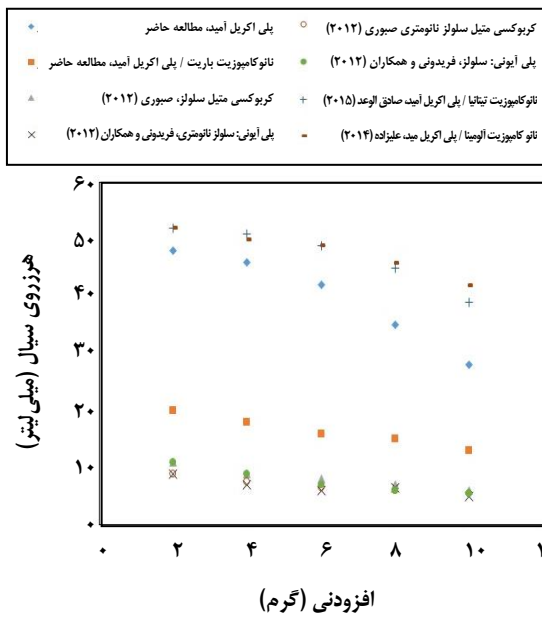 پلی اکریل آمید، مطالعه حاضر
کربوکسی متیل سلولز نانومتری صبوری (۲۰۱۲)
نانوکامپوزیت باریت / پلی اکریل آمید، مطالعه حاضر
پلی آیونی: سلولز، فریدونی و همکاران (۲۰۱۲)
کربوکسی متیل سلولز، صبوری (۲۰۱۲)
نانوکامپوزیت تیتانیا / پلی اکریل آمید، صادق الوعد (۲۰۱۵)
پلی آیونی: سلولز نانومتری، فریدونی و همکاران (۲۰۱۲)
نانو کامپوزیت آلومینا / پلی اکریل مید، علیزاده (۲۰۱۴)
هرزروی سیال (میلی لیتر)
۶۰
۵۰
۴۰
۳۰
۲۰
۱۰
۰
۰ ۲ ۴ ۶ ۸ ۱۰
افزودنی (گرم)